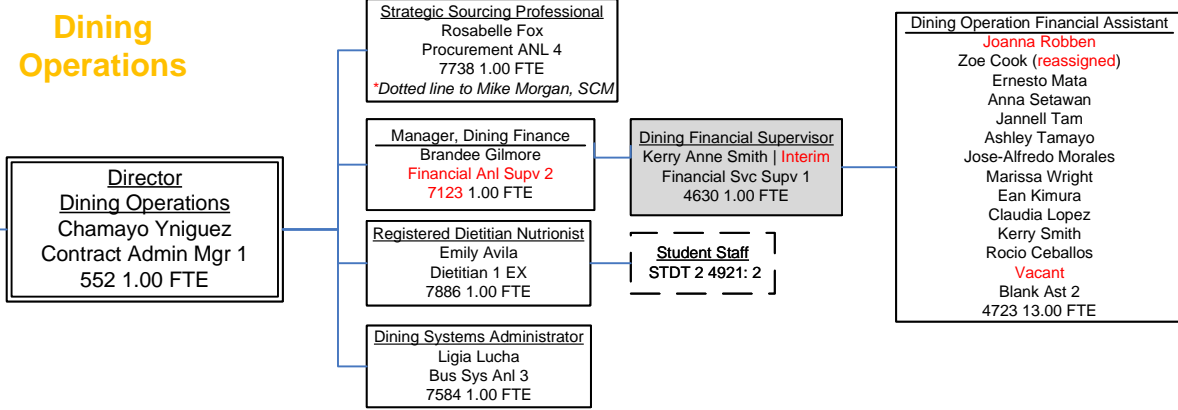 Dining
Operations
Director
Dining Operations
Chamayo Yniguez
Contract Admin Mgr 1
552 1.00 FTE
Strategic Sourcing Professional
Rosabelle Fox
Procurement ANL 4
7738 1.00 FTE
*Dotted line to Mike Morgan, SCM
Manager, Dining Finance
Brandee Gilmore
Financial Anl Supv 2
7123 1.00 FTE
Registered Dietitian Nutrionist
Emily Avila
Dietitian 1 EX
7886 1.00 FTE
Dining Systems Administrator
Ligia Lucha
Bus Sys Anl 3
7584 1.00 FTE
Dining Financial Supervisor
Kerry Anne Smith | Interim
Financial Svc Supv 1
4630 1.00 FTE
Student Staff
STDT 2 4921: 2
Dining Operation Financial Assistant
Joanna Robben
Zoe Cook (reassigned)
Ernesto Mata
Anna Setawan
Jannell Tam
Ashley Tamayo
Jose-Alfredo Morales
Marissa Wright
Ean Kimura
Claudia Lopez
Kerry Smith
Rocio Ceballos
Vacant
Blank Ast 2
4723 13.00 FTE